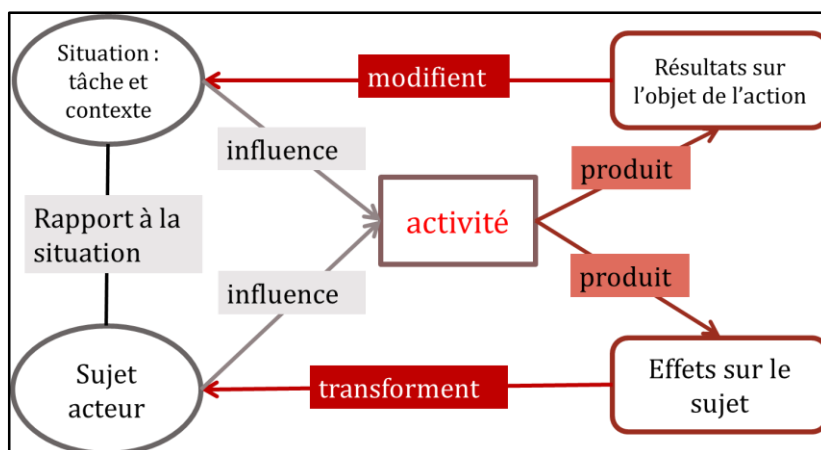 Situation :
tâche et
contexte
modifient
Résultats sur
l'objet de l'action
influence
produit
Rapport à la
situation
activité
influence
produit
Sujet
acteur
transforment
Effets sur le
sujet